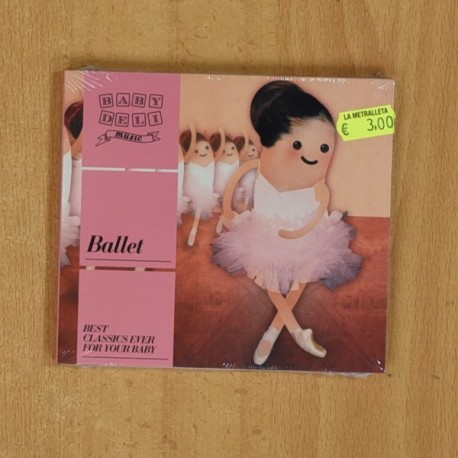 BABY
DELI
music
LA METRALLETA
€ 3,00
Ballet
BEST
CLASSICS EVER
FOR YOUR BABY